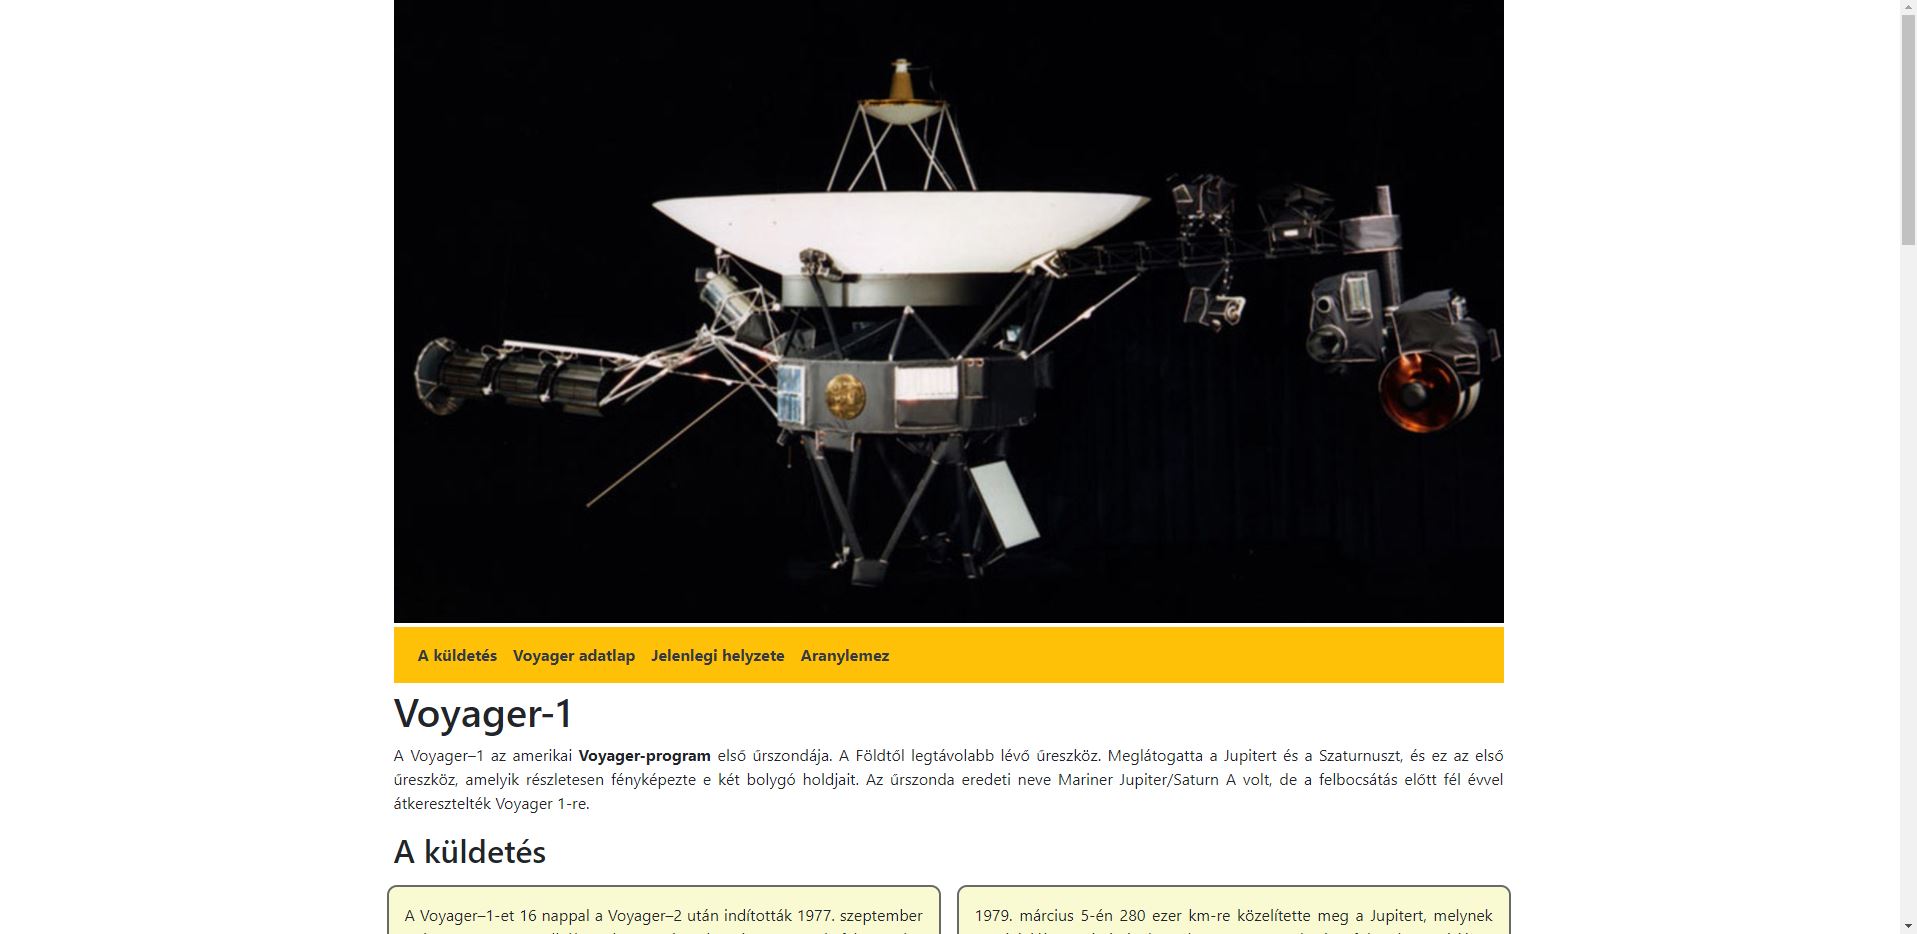 A küldetés Voyager adatlap Jelenlegi helyzete Aranylemez
Voyager-1
A Voyager–1 az amerikai Voyager-program első űrszondája. A Földtől legtávolabb lévő űreszköz. Meglátogatta a Jupitert és a Szaturnuszt, és ez az első
űreszköz, amelyik részletesen fényképezte e két bolygó holdjait. Az űrszonda eredeti neve Mariner Jupiter/Saturn A volt, de a felbocsátás előtt fél évvel
átkeresztelték Voyager 1-re.
A küldetés
A Voyager–1-et 16 nappal a Voyager–2 után indították 1977. szeptember
1979. március 5-én 280 ezer km-re közelítette meg a Jupitert, melynek